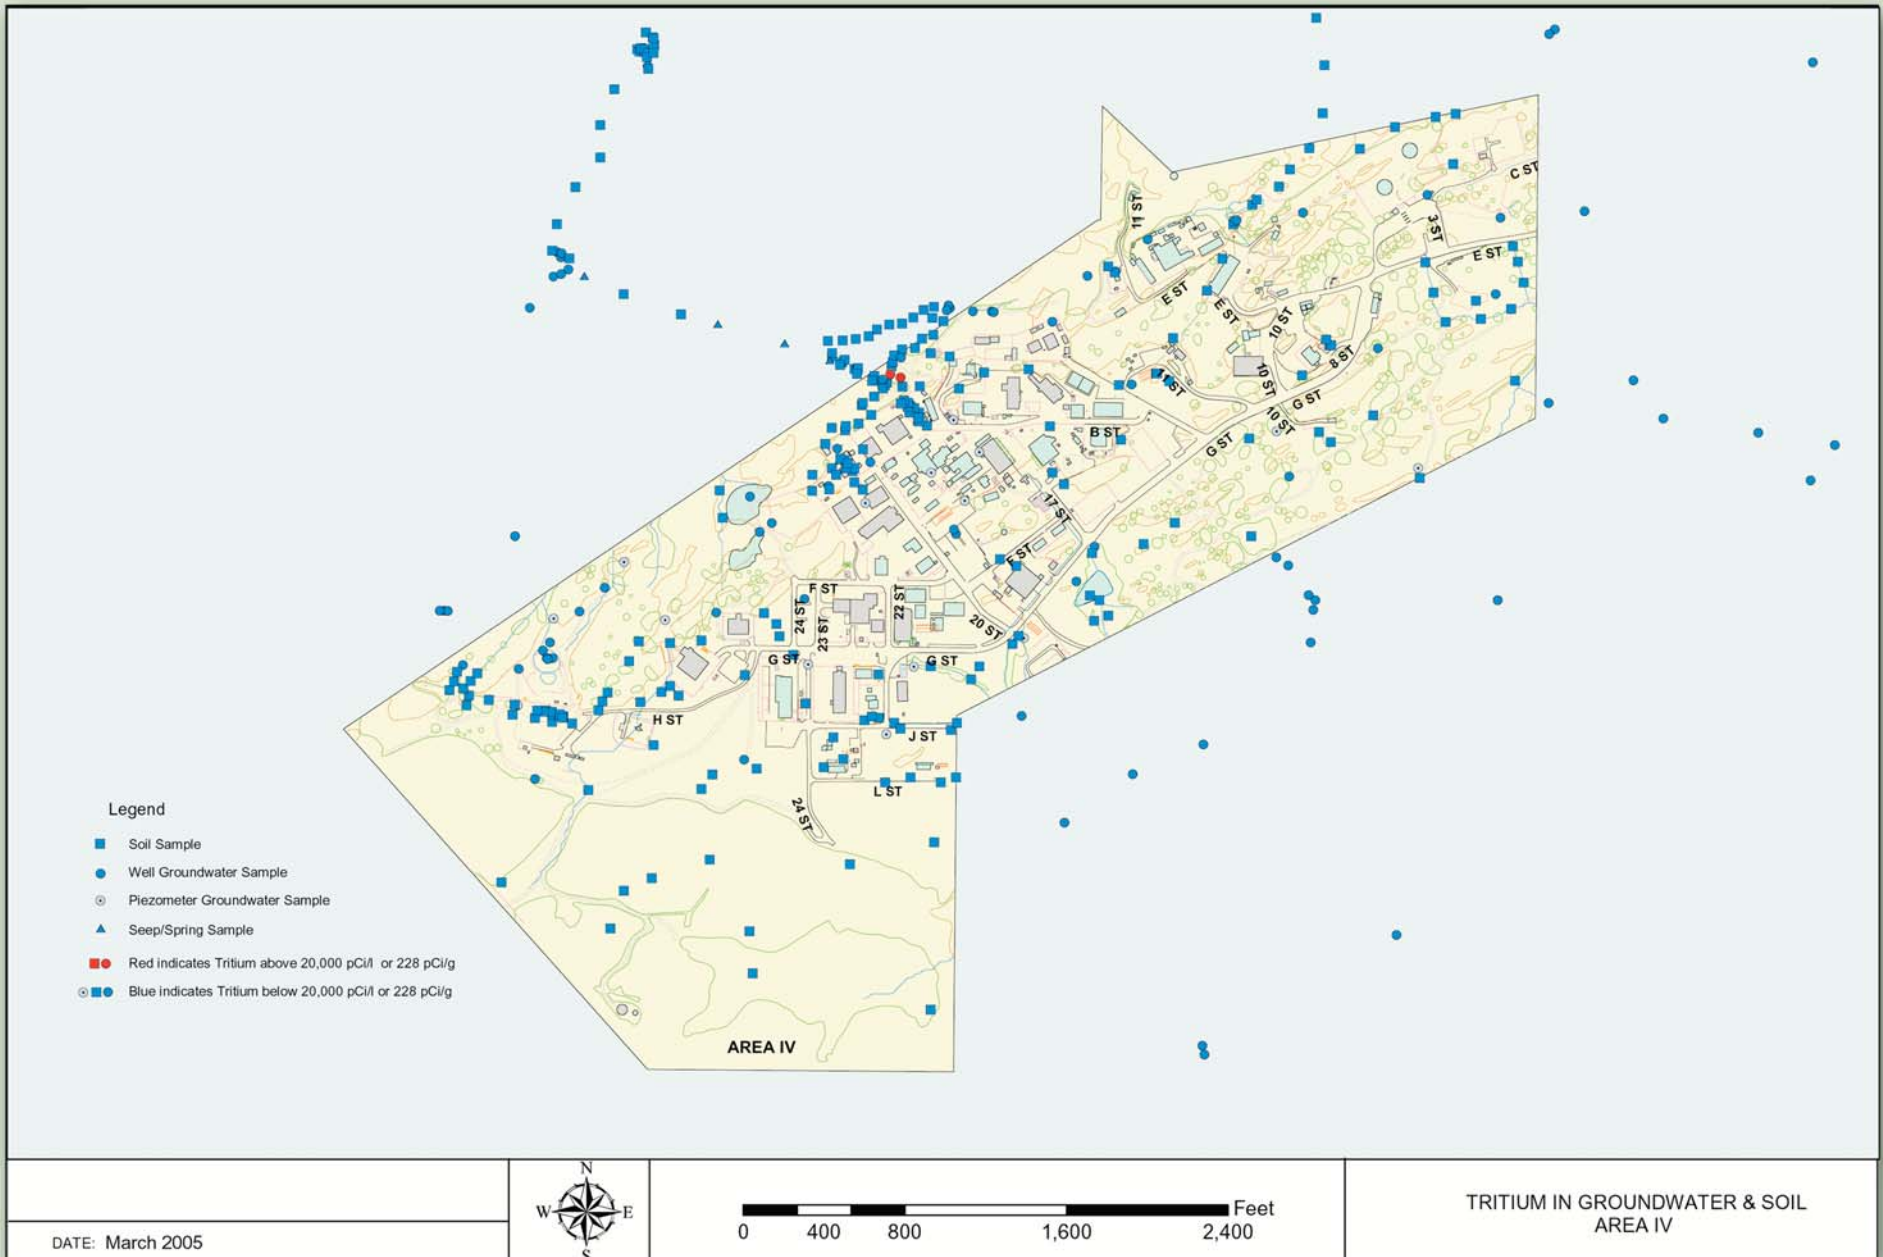 C ST
11 ST
3 ST
E ST
E ST
E ST
10 ST
8 ST
11 ST
10 ST
G ST
10 ST
B ST
G ST
17 ST
F ST
F ST
24 ST
23 ST
22 ST
20 ST
G ST
G ST
H ST
J ST
L ST
24 ST
AREA IV
Legend
Soil Sample
Well Groundwater Sample
Piezometer Groundwater Sample
Seep/Spring Sample
Red indicates Tritium above 20,000 pCi/l or 228 pCi/g
Blue indicates Tritium below 20,000 pCi/l or 228 pCi/g
DATE: March 2005
N
W E
S
Feet
0 400 800 1,600 2,400
TRITIUM IN GROUNDWATER & SOIL
AREA IV